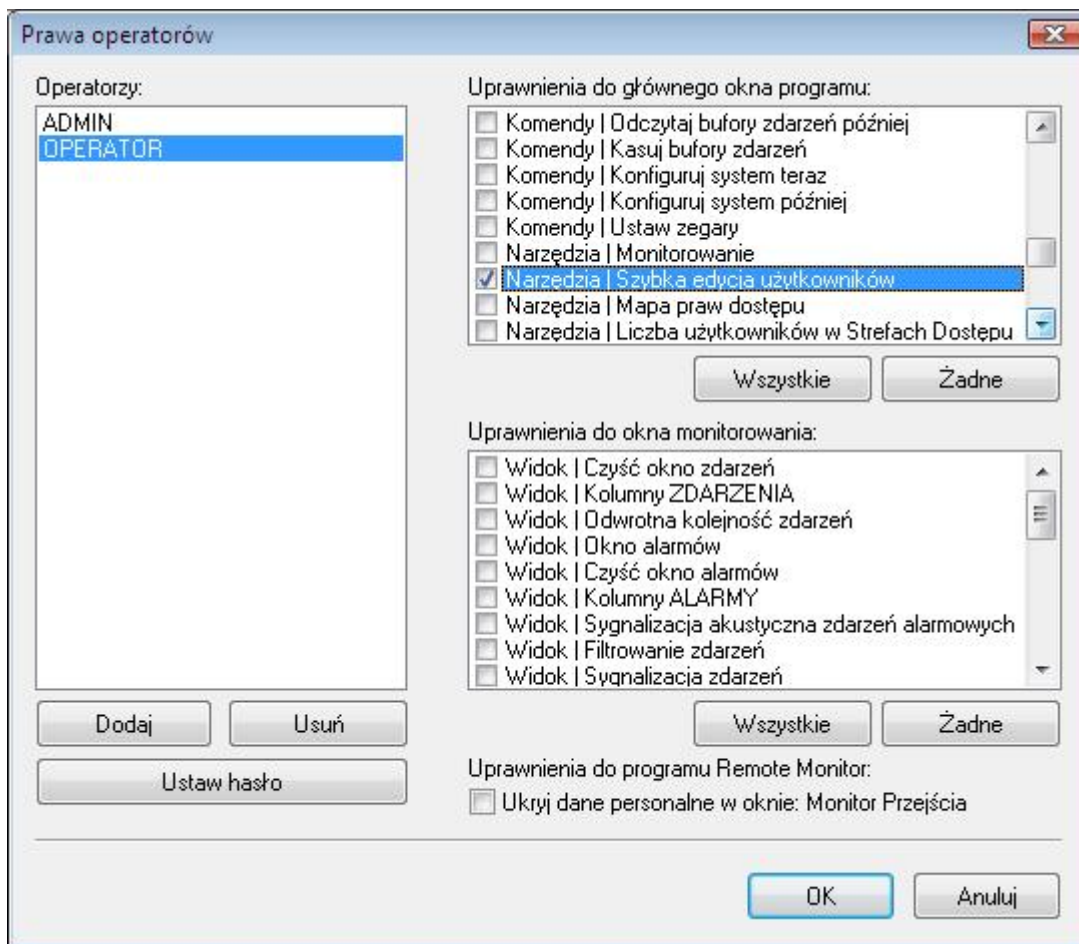 Prawa operatorów
Operatorzy:
ADMIN
OPERATOR
Dodaj
Usuń
Ustaw hasło
Uprawnienia do głównego okna programu:
Komendy | Odczytaj bufory zdarzeń później
Komendy | Kasuj bufory zdarzeń
Komendy | Konfiguruj system teraz
Komendy | Konfiguruj system później
Komendy | Ustaw zegary
Narzędzia | Monitorowanie
Narzędzia | Szybka edycja użytkowników
Narzędzia | Mapa praw dostępu
Narzędzia | Liczba użytkowników w Strefach Dostępu
Wszystkie
Żadne
Uprawnienia do okna monitorowania:
Widok | Czyść okno zdarzeń
Widok | Kolumny ZDARZENIA
Widok | Odwrotna kolejność zdarzeń
Widok | Okno alarmów
Widok | Czyść okno alarmów
Widok | Kolumny ALARMY
Widok | Sygnalizacja akustyczna zdarzeń alarmowych
Widok | Filtrowanie zdarzeń
Widok | Sygnalizacja zdarzeń
Wszystkie
Żadne
Uprawnienia do programu Remote Monitor:
Ukryj dane personalne w oknie: Monitor Przejścia
OK
Anuluj